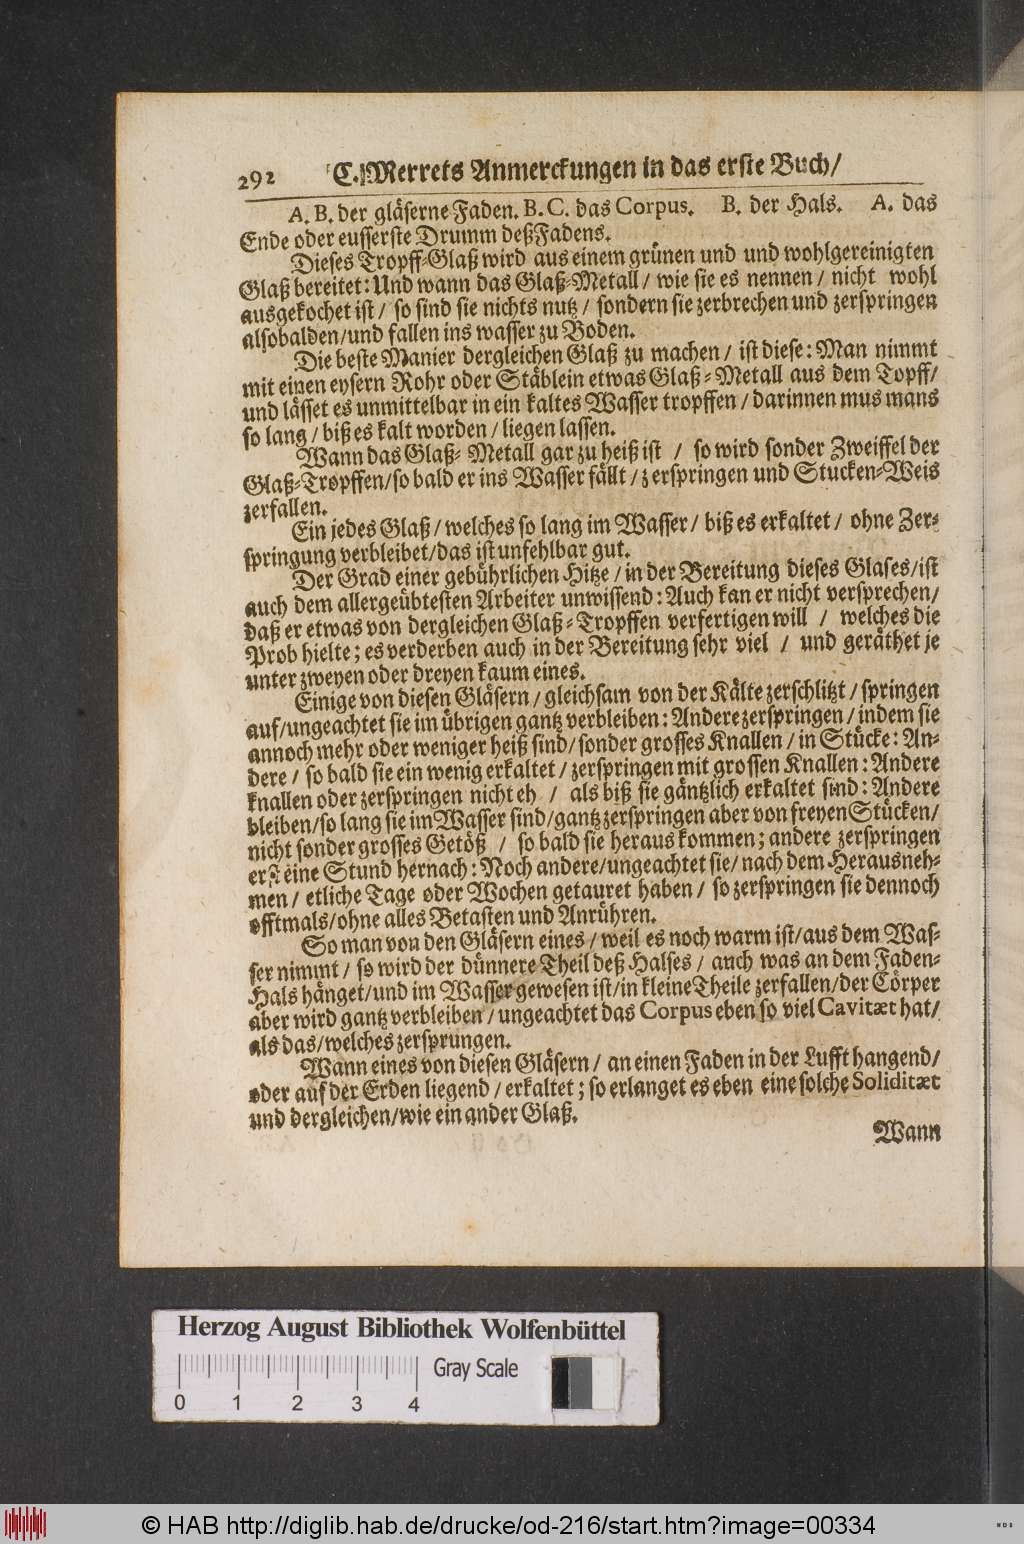 292 C. Merrets Anmerckungen in das erste Buch/
A. B. der gläserne Faden. B. C. das Corpus. B. der Hals. A. das
Ende oder eusserste Drumm deß Fadens.
Dieses Tropff-Glaß wird aus einem grünen und und wohlgereinigten
Glaß bereitet: Und wann das Glaß-Metall / wie sie es nennen / nicht wohl
ausgekochet ist / so sind sie nichts nutz / sondern sie zerbrechen und zerspringen
alsobalden/und fallen ins wasser zu Boden.
Die beste Manier dergleichen Glaß zu machen / ist diese: Man nimmt
mit einen eysern Rohr oder Stäblein etwas Glaß-Metall aus dem Topff/
und lässet es unmittelbar in ein kaltes Wasser tropffen / darinnen mus mans
so lang / biß es kalt worden / liegen lassen.
Wann das Glaß-Metall gar zu heiß ist / so wird sonder Zweiffel der
Glaß-Tropffen/so bald er ins Wasser fällt / zerspringen und Stucken-Weis
zerfallen.
Ein jedes Glaß / welches so lang im Wasser / biß es erkaltet / ohne Zer-
springung verbleibet/das ist unfehlbar gut.
Der Grad einer gebührlichen Hitze / in der Bereitung dieses Glases/ist
auch dem allergeübtesten Arbeiter unwissend: Auch kan er nicht versprechen/
daß er etwas von dergleichen Glaß-Tropffen verfertigen will / welches die
Prob hielte; es verderben auch in der Bereitung sehr viel / und geräthet je
unter zweyen oder dreyen kaum eines.
Einige von diesen Gläsern / gleichsam von der Kälte zerschlitzt / springen
auf/ungeachtet sie im übrigen gantz verbleiben: Andere zerspringen / indem sie
annoch mehr oder weniger heiß sind/sonder grosses Knallen / in Stücke: An-
dere / so bald sie ein wenig erkaltet / zerspringen mit grossen Knallen: Andere
knallen oder zerspringen nicht eh / als biß sie gäntzlich erkaltet sind: Andere
bleiben/so lang sie im Wasser sind/gantz zerspringen aber von freyen Stücken/
nicht sonder grosses Getöß / so bald sie heraus kommen; andere zerspringen
erst eine Stund hernach: Noch andere/ungeachtet sie/nach dem Herausneh-
men / etliche Tage oder Wochen getauret haben / so zerspringen sie dennoch
offtmals/ohne alles Betasten und Anrühren.
So man von den Gläsern eines / weil es noch warm ist/aus dem Was-
ser nimmt / so wird der dünnere Theil deß Halses / auch was an dem Faden-
Hals hänget/und im Wasser gewesen ist/in kleine Theile zerfallen/der Cörper
aber wird gantz verbleiben / ungeachtet das Corpus eben so viel Cavitæt hat/
als das/welches zersprungen.
Wann eines von diesen Gläsern / an einen Faden in der Lufft hangend/
oder auf der Erden liegend / erkaltet; so erlanget es eben eine solche Soliditæt
und dergleichen/wie ein ander Glaß.
Wann
Herzog August Bibliothek Wolfenbüttel
Gray Scale
0 1 2 3 4
© HAB http://diglib.hab.de/drucke/od-216/start.htm?image=00334